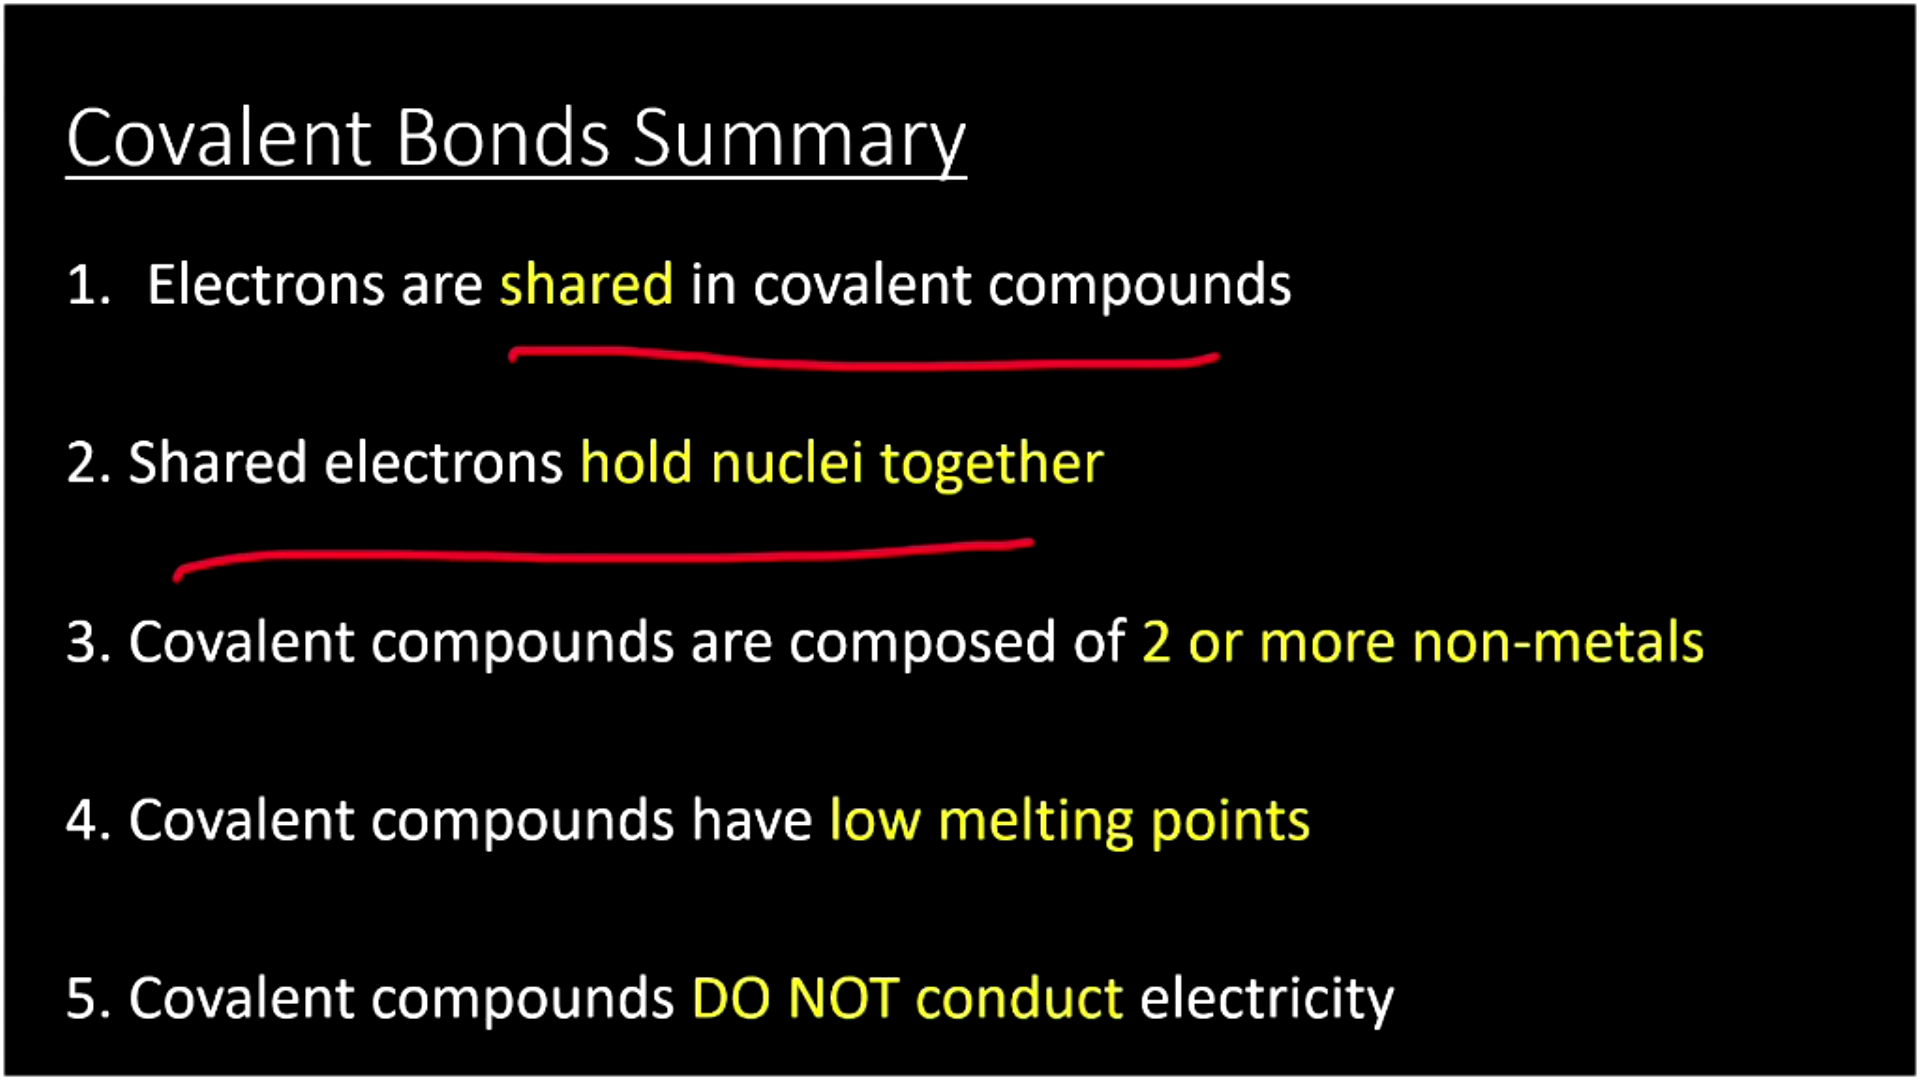 Covalent Bonds Summary
1. Electrons are shared in covalent compounds
2. Shared electrons hold nuclei together
3. Covalent compounds are composed of 2 or more non-metals
4. Covalent compounds have low melting points
5. Covalent compounds DO NOT conduct electricity